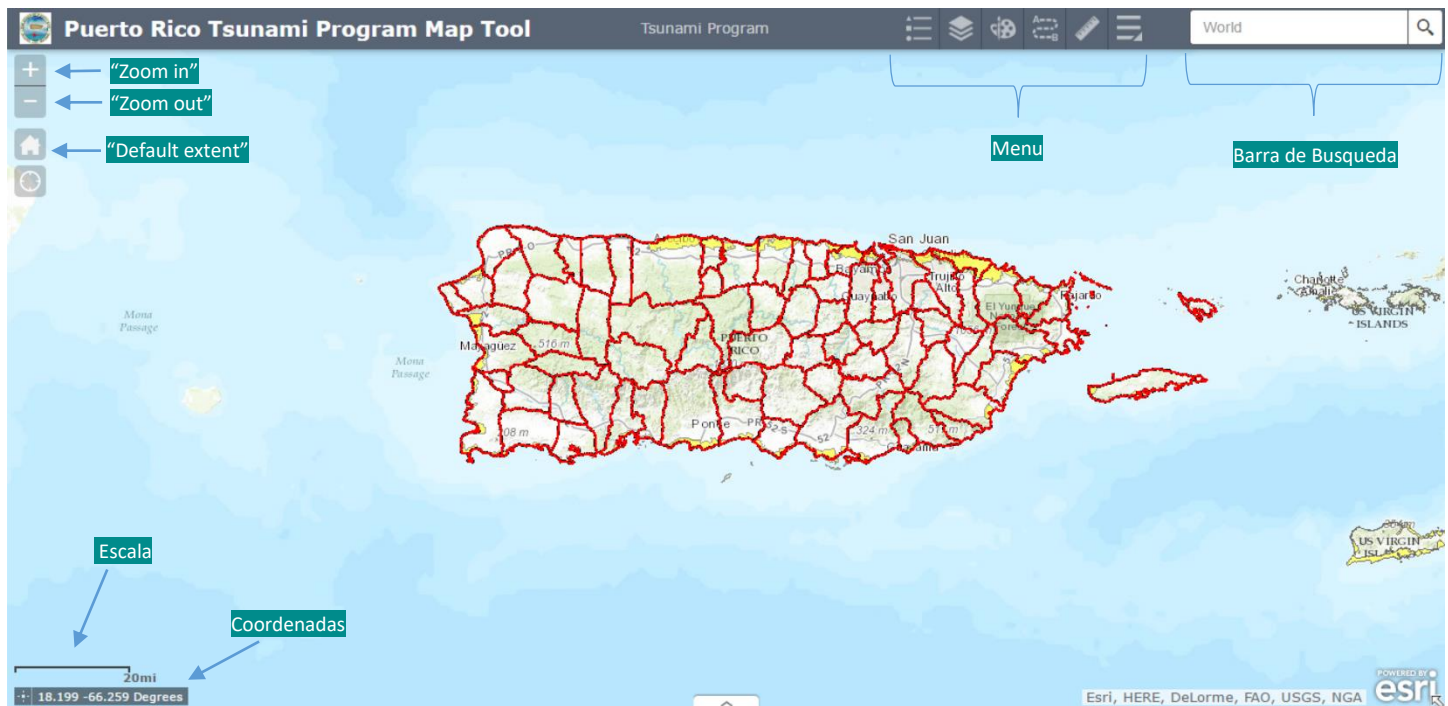 Puerto Rico Tsunami Program Map Tool
Tsunami Program
World
“Zoom in”
“Zoom out”
“Default extent”
Menu
Barra de Busqueda
San Juan
Bayamon
Trujillo
Alto
Guaynabo
Fajardo
El Yunque
PUERTO
RICO
Mona
Passage
Mona
Passage
Mayagüez
516 m
Charlotte
Amalie
US VIRGIN
ISLANDS
Ponce
208 m
52
324 m
US VIRGIN
Escala
Coordenadas
20mi
18.199 -66.259 Degrees
Esri, HERE, DeLorme, FAO, USGS, NGA
POWERED BY
esri